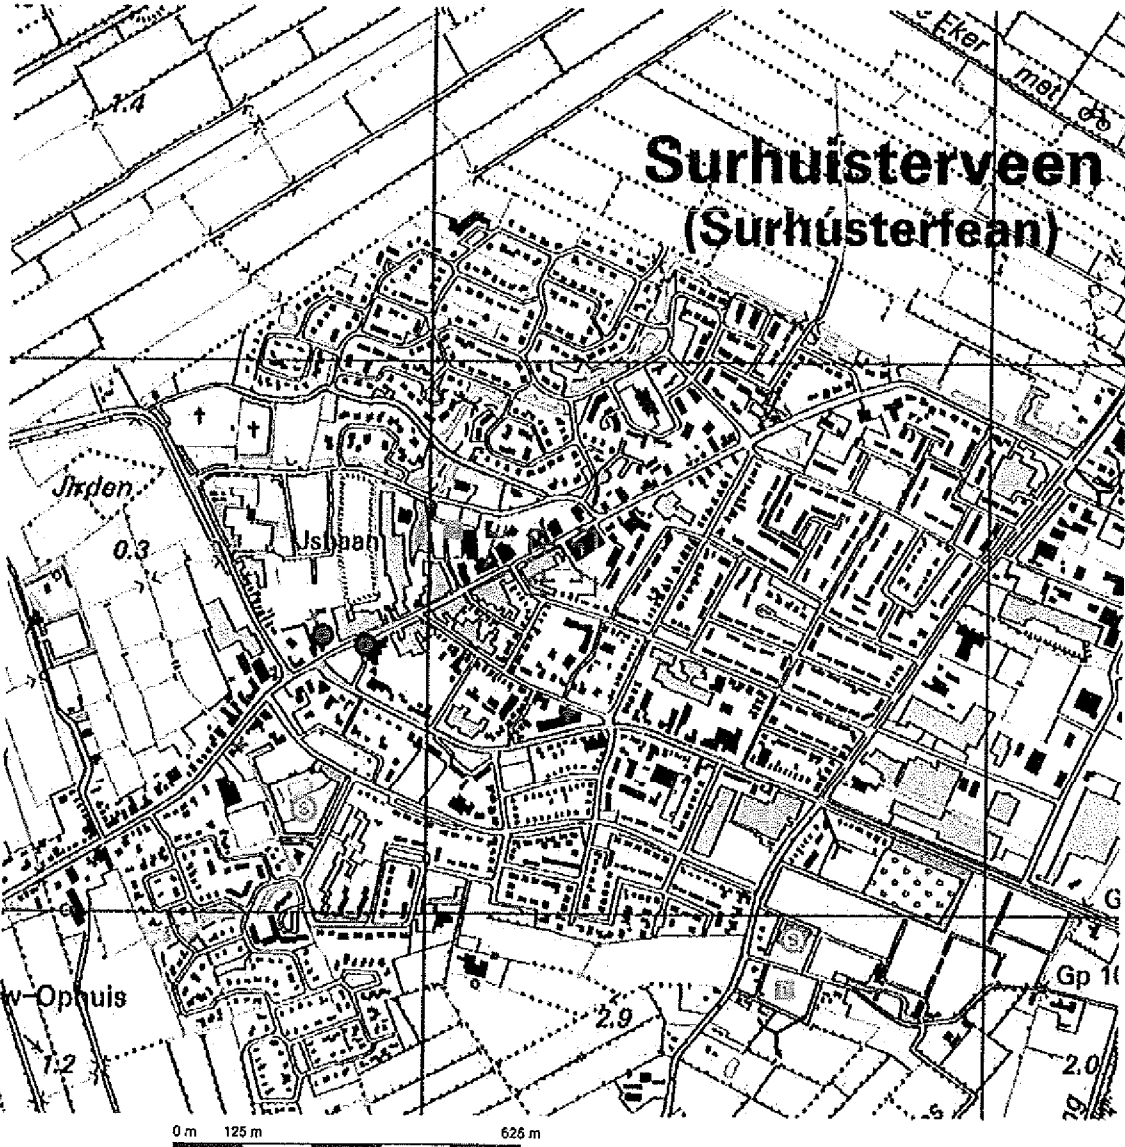 Eker
met
1.4
Surhuisterveen
(Surhústerfean)
Jirden
0.3
IJsbaan
S
S
w-Ophuis
Gp 10
2.9
1.2
2.0
0 m 125 m 625 m